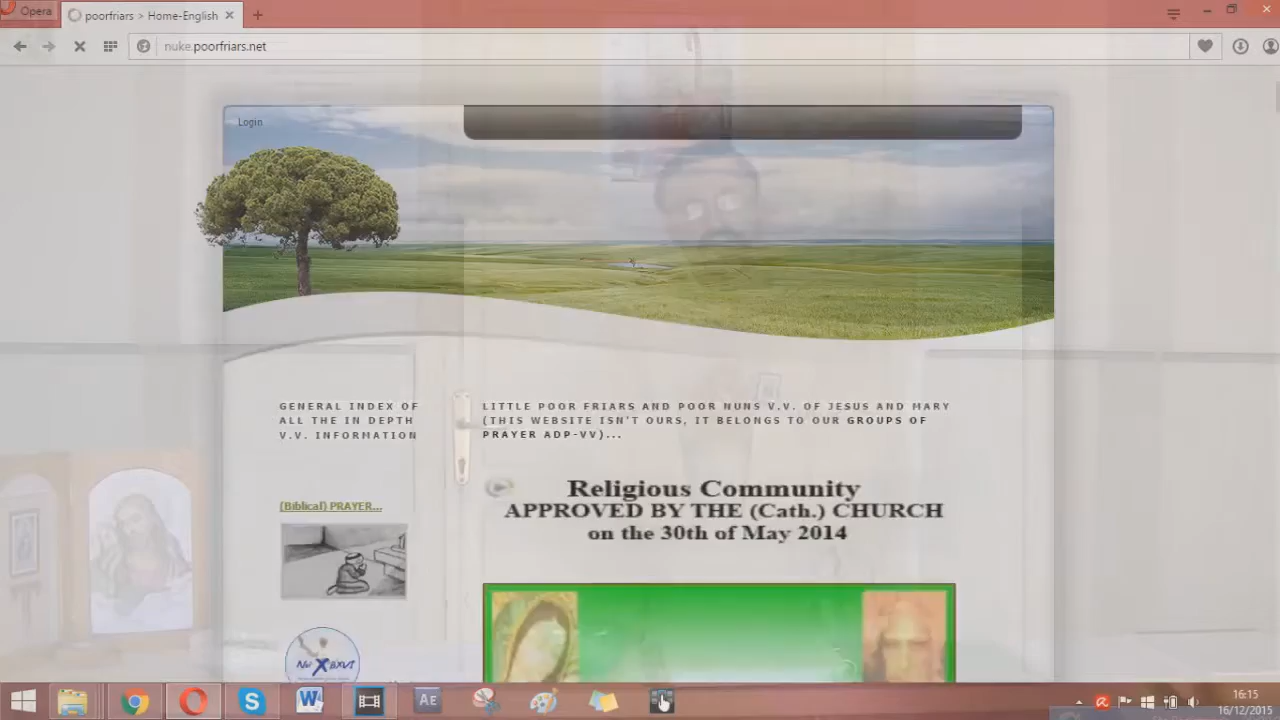 Opera
poorfriars > Home-English
nuke.poorfriars.net
Login
GENERAL INDEX OF
ALL THE IN DEPTH
V.V. INFORMATION
LITTLE POOR FRIARS AND POOR NUNS V.V. OF JESUS AND MARY
(THIS WEBSITE ISN'T OURS, IT BELONGS TO OUR GROUPS OF
PRAYER ADP-VV)...
Religious Community
APPROVED BY THE (Cath.) CHURCH
on the 30th of May 2014
(Biblical) PRAYER...
AE
16:15
16/12/2015